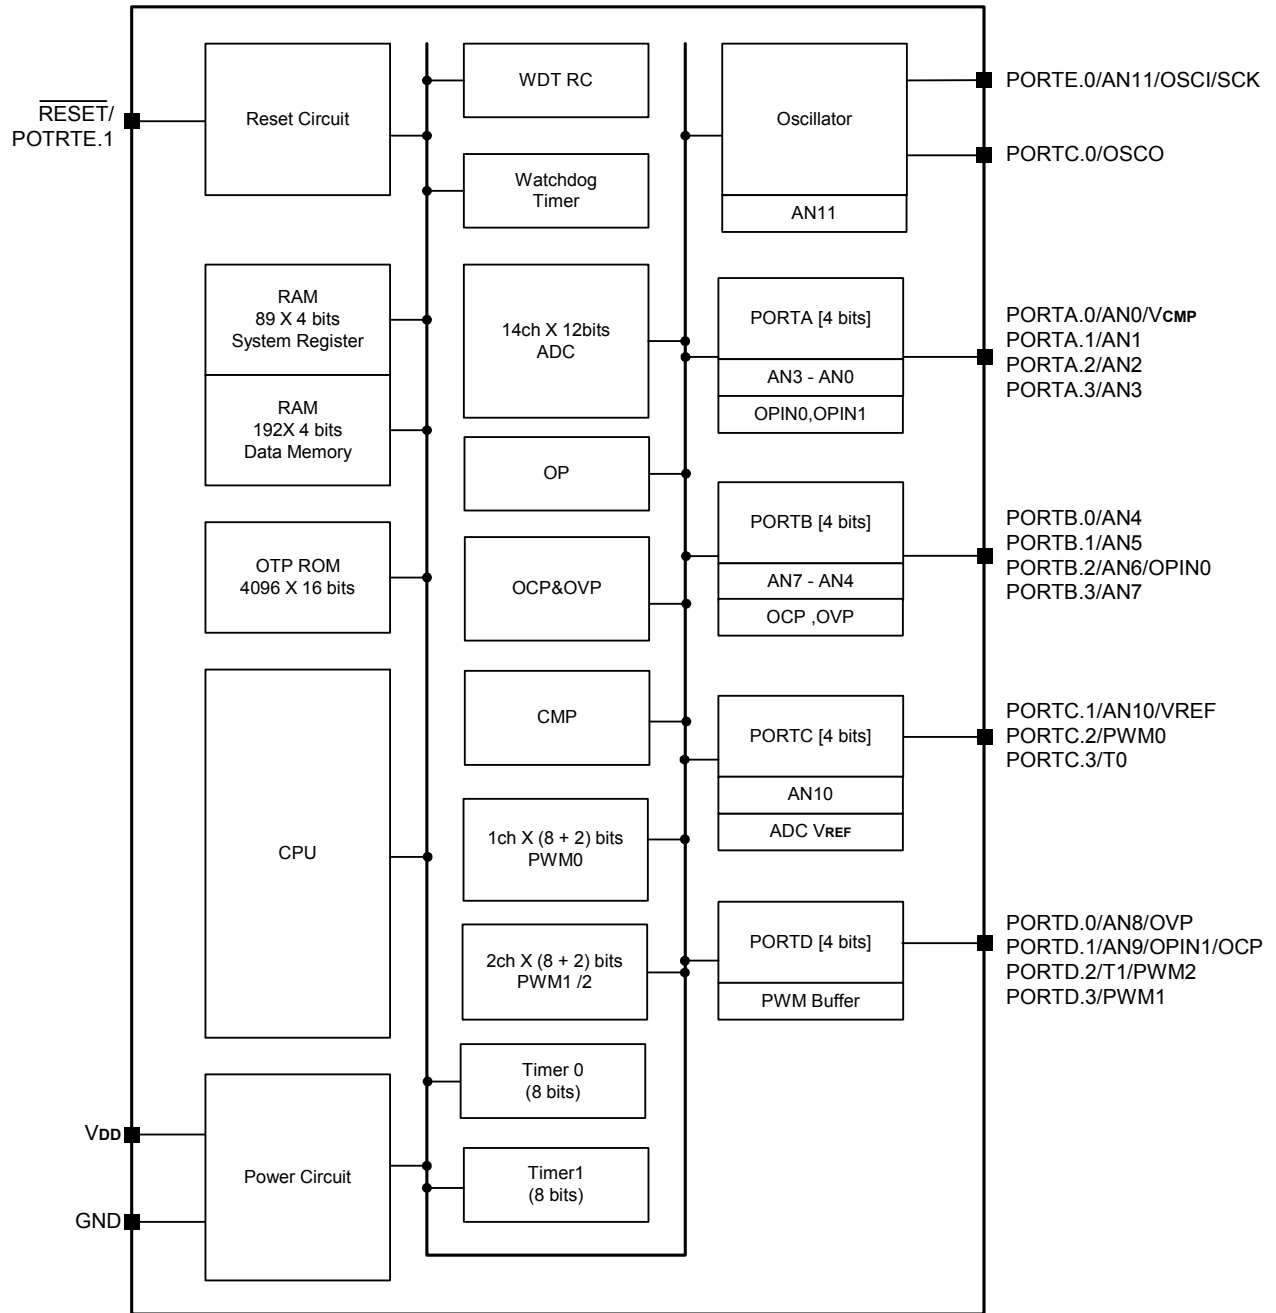 RESET/
POTRTE.1
VDD
GND
Reset Circuit
RAM
89 X 4 bits
System Register
RAM
192X 4 bits
Data Memory
OTP ROM
4096 X 16 bits
CPU
Power Circuit
WDT RC
Watchdog
Timer
14ch X 12bits
ADC
OP
OCP&OVP
CMP
1ch X (8 + 2) bits
PWM0
2ch X (8 + 2) bits
PWM1 /2
Timer 0
(8 bits)
Timer1
(8 bits)
Oscillator
AN11
PORTA [4 bits]
AN3 - AN0
OPIN0,OPIN1
PORTB [4 bits]
AN7 - AN4
OCP ,OVP
PORTC [4 bits]
AN10
ADC VREF
PORTD [4 bits]
PWM Buffer
PORTE.0/AN11/OSCI/SCK
PORTC.0/OSCO
PORTA.0/AN0/VCMP
PORTA.1/AN1
PORTA.2/AN2
PORTA.3/AN3
PORTB.0/AN4
PORTB.1/AN5
PORTB.2/AN6/OPIN0
PORTB.3/AN7
PORTC.1/AN10/VREF
PORTC.2/PWM0
PORTC.3/T0
PORTD.0/AN8/OVP
PORTD.1/AN9/OPIN1/OCP
PORTD.2/T1/PWM2
PORTD.3/PWM1